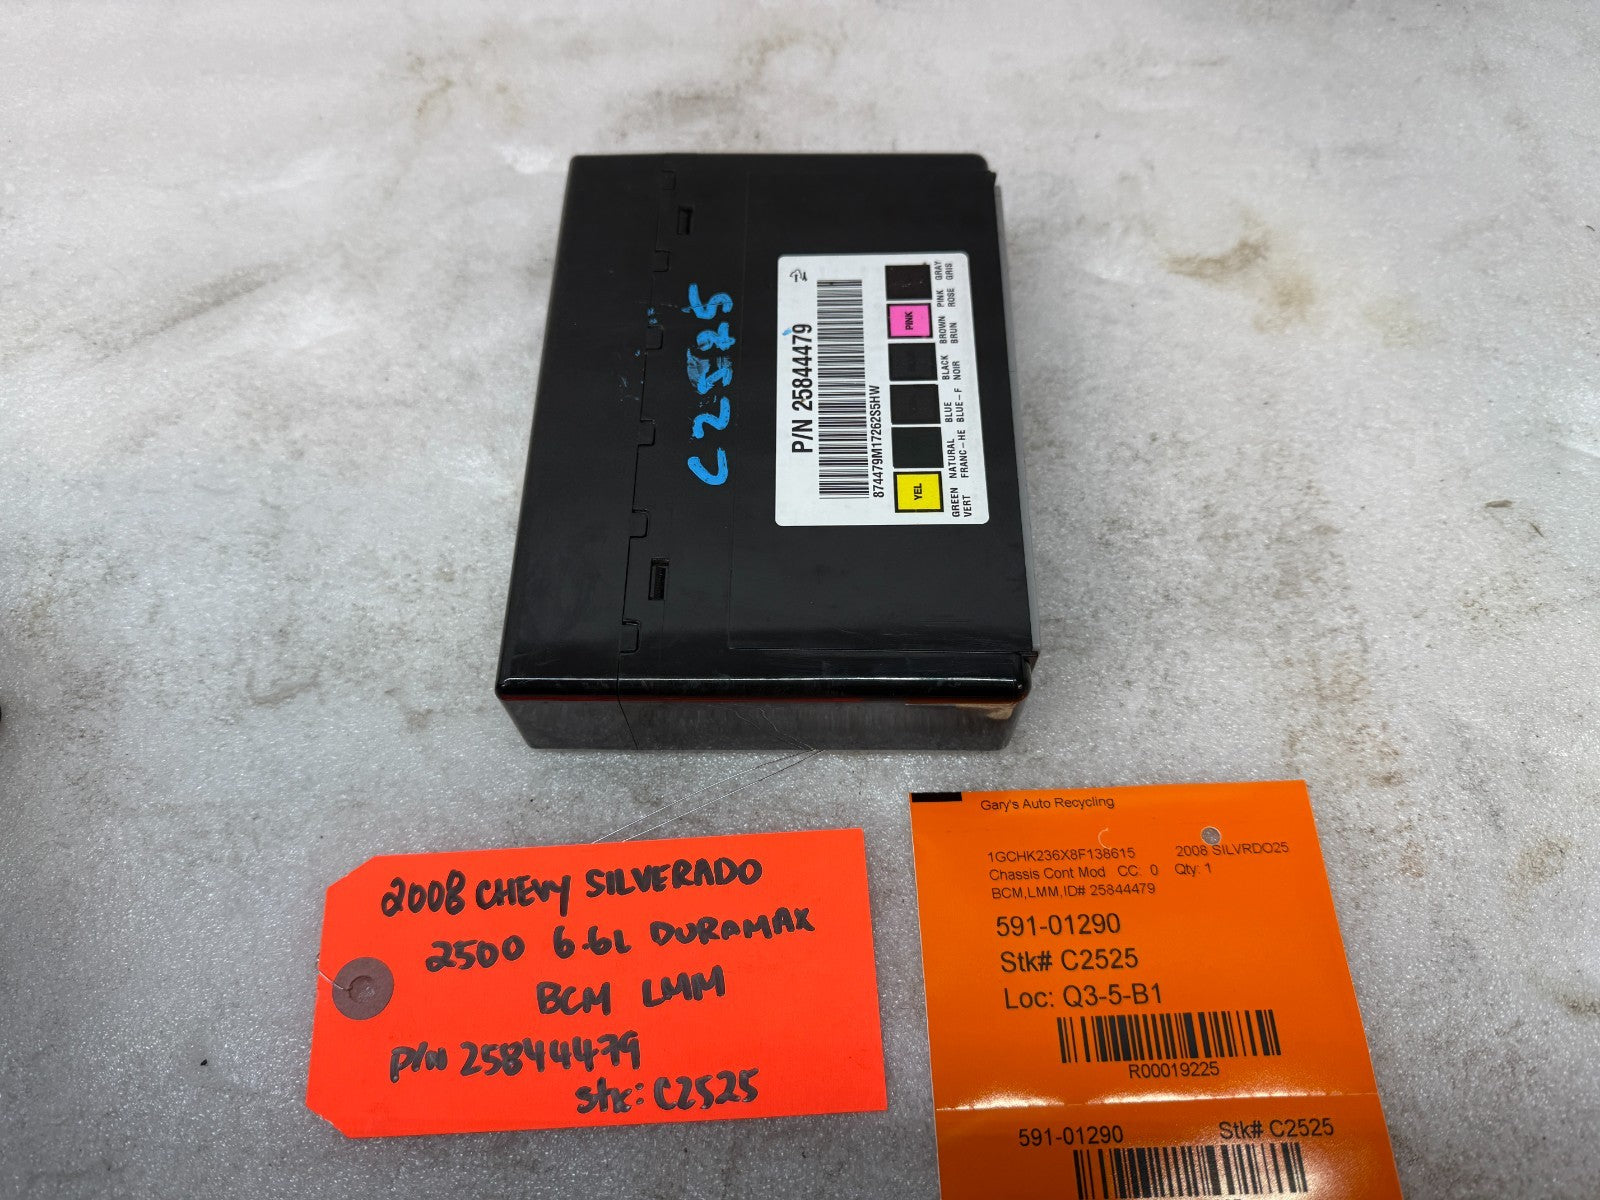 C2525
P/N 25844479
874479M17262S5HW
YEL
PINK
GREEN NATURAL BLUE BLACK BROWN PINK GRAY
VERT FRANC-HE BLUE-F NOIR BRUN ROSE GRIS
2008 CHEVY SILVERADO
2500 6.6L DURAMAX
BCM LMM
P/N 25844479
stk: C2525
Gary's Auto Recycling
1GCHK236X8F138615 2008 SILVRDO25
Chassis Cont Mod CC: 0 Qty: 1
BCM,LMM,ID# 25844479
591-01290
Stk# C2525
Loc: Q3-5-B1
R00019225
591-01290 Stk# C2525